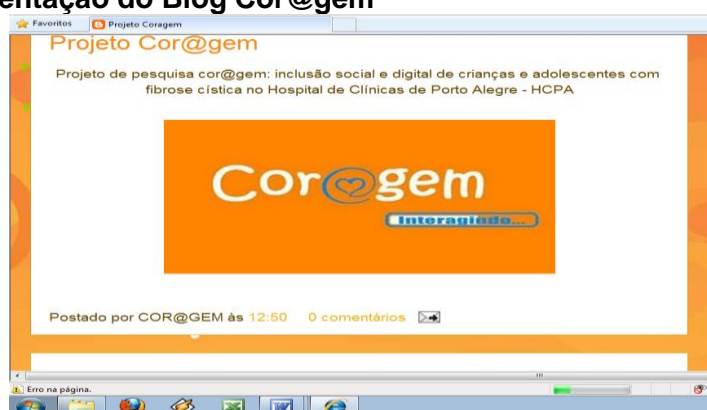 entação do Blog Cor@gem
Favoritos Projeto Coragem
Projeto Cor@gem
Projeto de pesquisa cor@gem: inclusão social e digital de crianças e adolescentes com
fibrose cística no Hospital de Clínicas de Porto Alegre - HCPA
Cor@gem
Interagindo...
Postado por COR@GEM às 12:50 0 comentários
Erro na página.